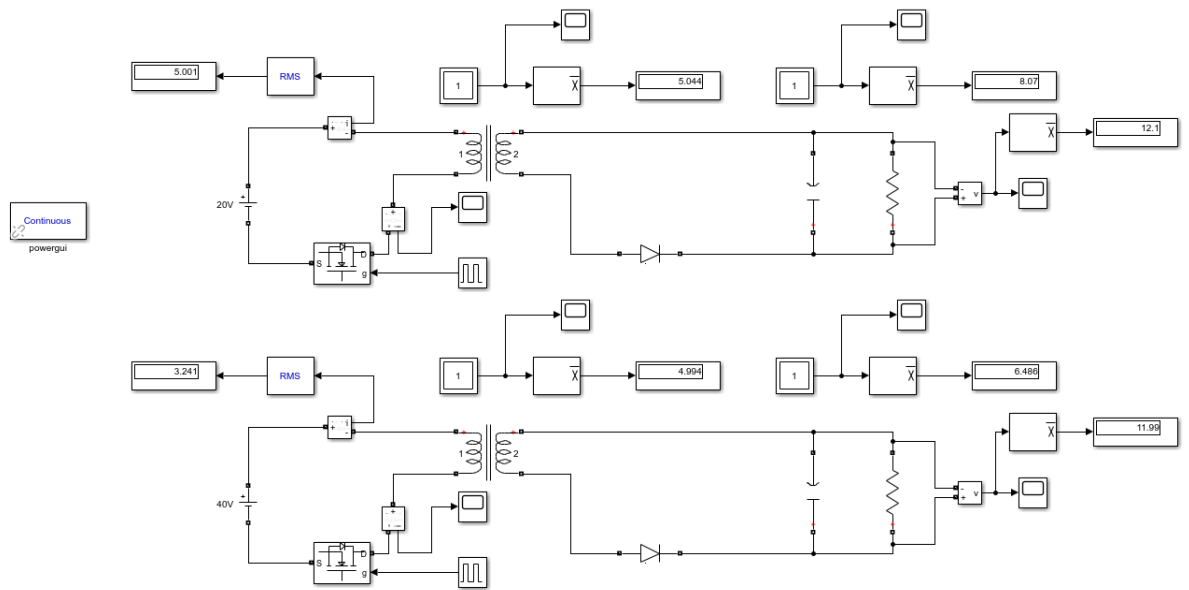 5.001
RMS
1
X
5.044
1
X
8.07
+
i
-
+
+
1
2
X
12.1
20V
+
+
-
-
+
v
Continuous
powergui
S
D
g
3.241
RMS
1
X
4.994
1
X
6.486
+
i
-
+
+
1
2
X
11.99
40V
+
+
-
-
+
v
S
D
g